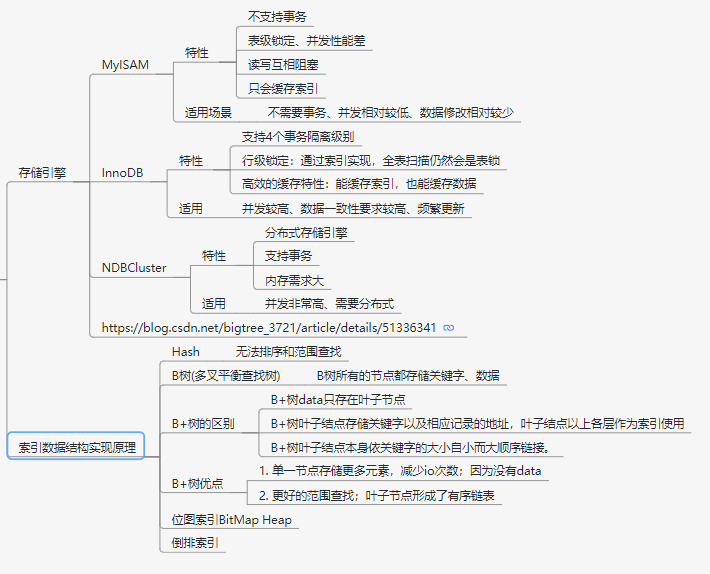 存储引擎
MyISAM
特性
不支持事务
表级锁定、并发性能差
读写互相阻塞
只会缓存索引
适用场景
不需要事务、并发相对较低、数据修改相对较少
InnoDB
特性
支持4个事务隔离级别
行级锁定：通过索引实现，全表扫描仍然会是表锁
高效的缓存特性：能缓存索引，也能缓存数据
适用
并发较高、数据一致性要求较高、频繁更新
NDBCluster
特性
分布式存储引擎
支持事务
内存需求大
适用
并发非常高、需要分布式
https://blog.csdn.net/bigtree_3721/article/details/51336341
索引数据结构实现原理
Hash
无法排序和范围查找
B树(多叉平衡查找树)
B树所有的节点都存储关键字、数据
B+树的区别
B+树data只存在叶子节点
B+树叶子结点存储关键字以及相应记录的地址，叶子结点以上各层作为索引使用
B+树叶子结点本身依关键字的大小自小而大顺序链接。
B+树优点
1. 单一节点存储更多元素，减少io次数；因为没有data
2. 更好的范围查找；叶子节点形成了有序链表
位图索引BitMap Heap
倒排索引